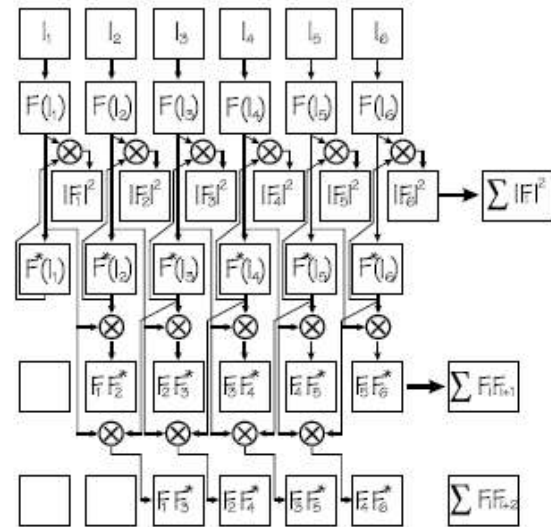 I₁ I₂ I₃ I₄ I₅ I₆
F(I₁) F(I₂) F(I₃) F(I₄) F(I₅) F(I₆)
|F₁|² |F₂|² |F₃|² |F₄|² |F₅|² |F₆|² ∑ |F|²
F*(I₁) F*(I₂) F*(I₃) F*(I₄) F*(I₅) F*(I₆)
F₁F₂* F₂F₃* F₃F₄* F₄F₅* F₅F₆* ∑ FᵢFᵢ₊₁
F₁F₃* F₂F₄* F₃F₅* F₄F₆* ∑ FᵢFᵢ₊₂